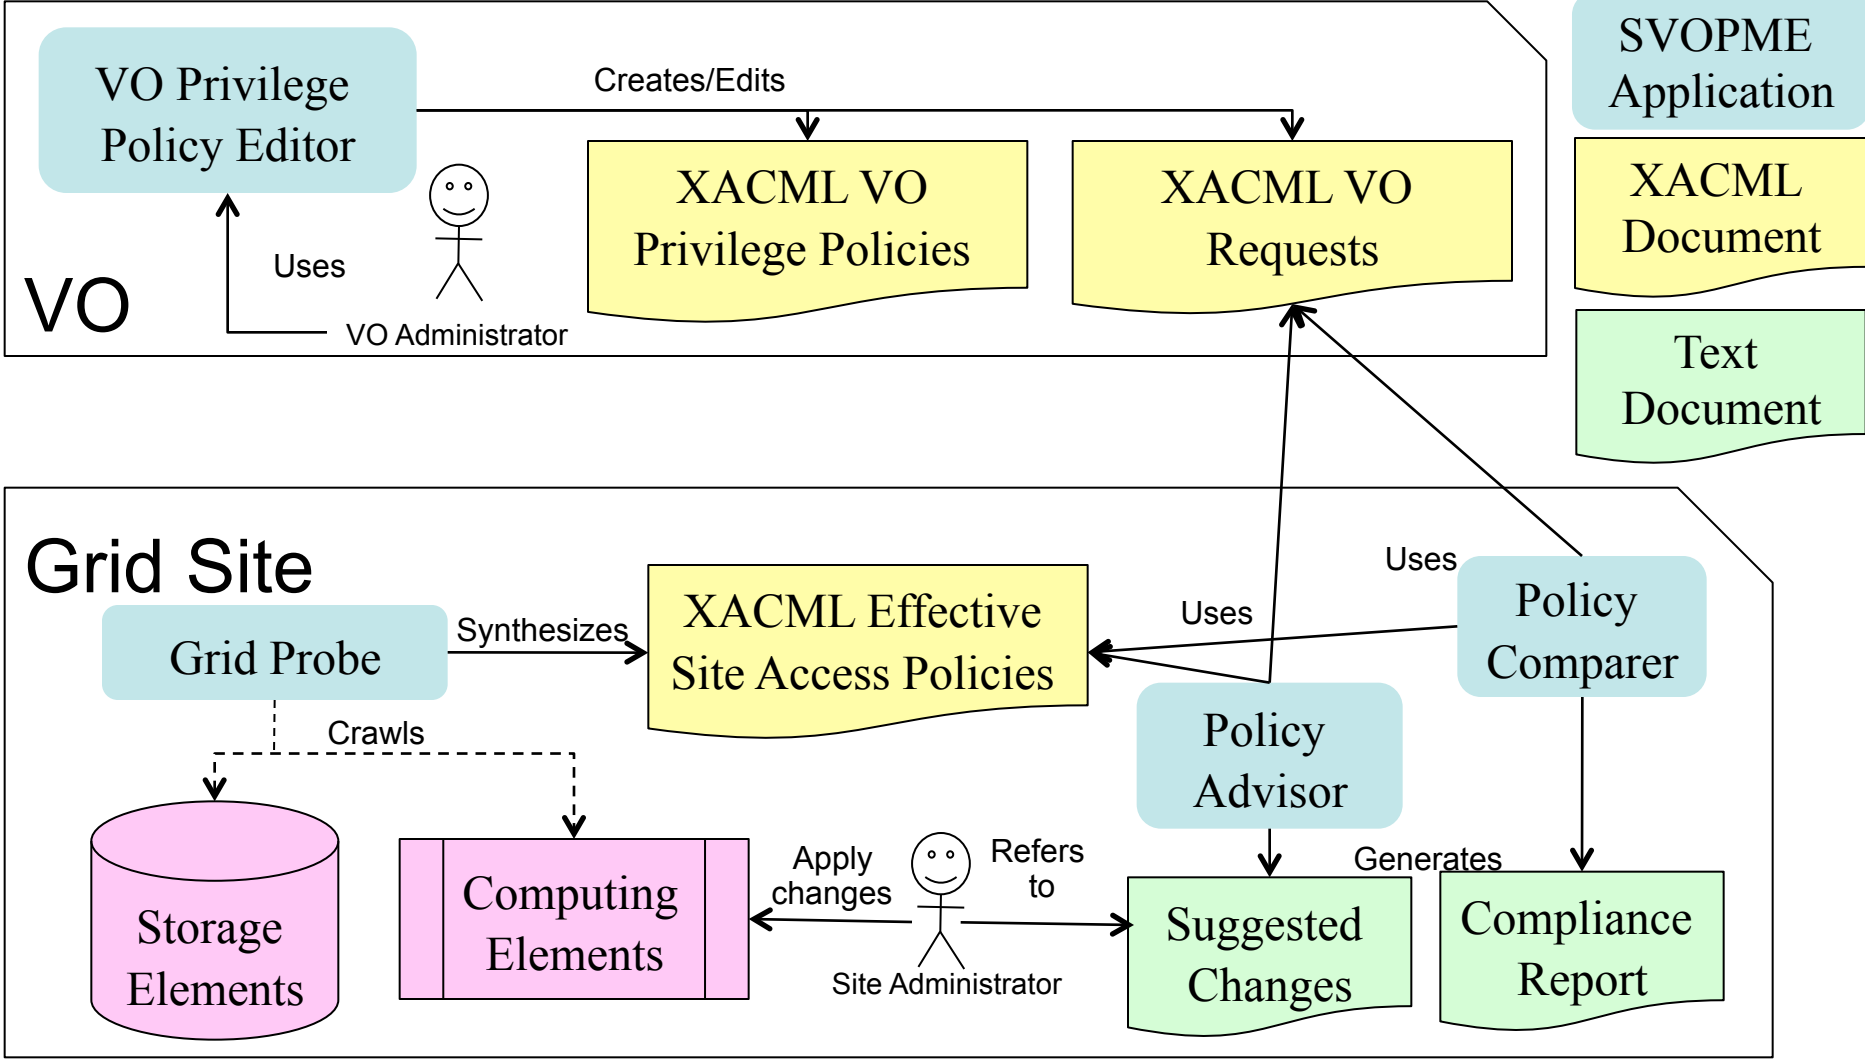 VO Privilege
Policy Editor
Creates/Edits
XACML VO
Privilege Policies
XACML VO
Requests
Uses
VO
VO Administrator
SVOPME
Application
XACML
Document
Text
Document
Grid Site
Grid Probe
Synthesizes
XACML Effective
Site Access Policies
Uses
Uses
Policy
Comparer
Crawls
Policy
Advisor
Storage
Elements
Computing
Elements
Apply
changes
Refers
to
Site Administrator
Generates
Suggested
Changes
Compliance
Report